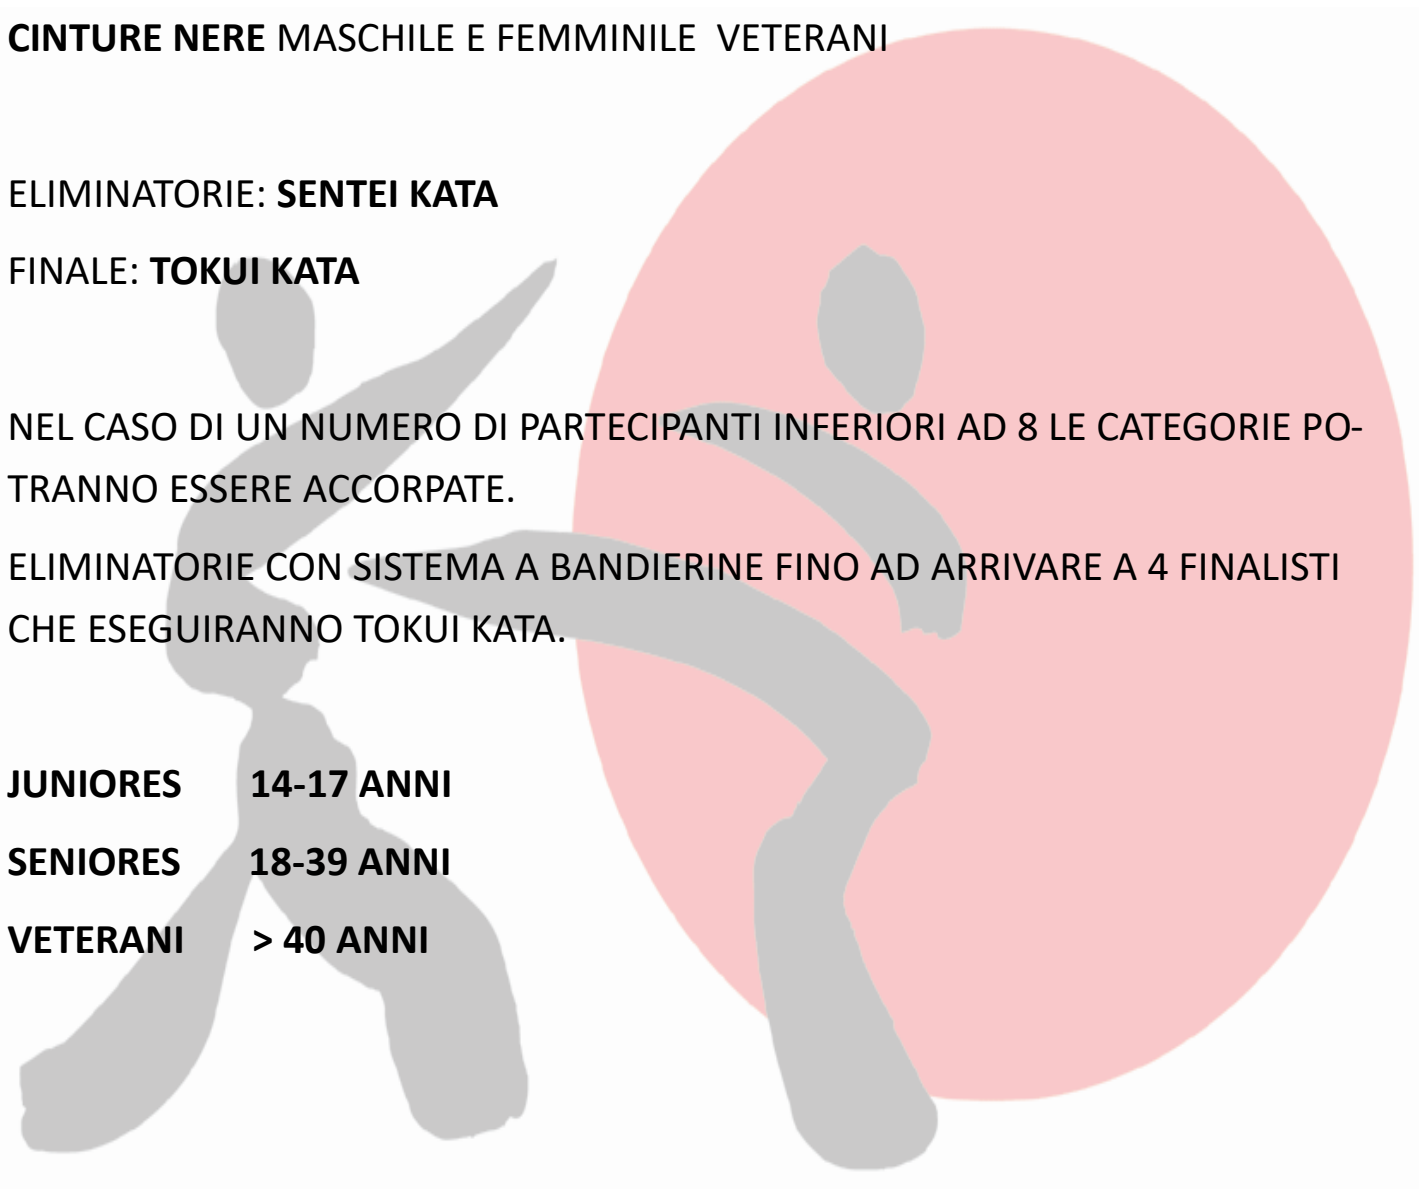 CINTURE NERE MASCHILE E FEMMINILE VETERANI
ELIMINATORIE: SENTEI KATA
FINALE: TOKUI KATA
NEL CASO DI UN NUMERO DI PARTECIPANTI INFERIORI AD 8 LE CATEGORIE PO-
TRANNO ESSERE ACCORPATE.
ELIMINATORIE CON SISTEMA A BANDIERINE FINO AD ARRIVARE A 4 FINALISTI
CHE ESEGUIRANNO TOKUI KATA.
JUNIORES 14-17 ANNI
SENIORES 18-39 ANNI
VETERANI > 40 ANNI